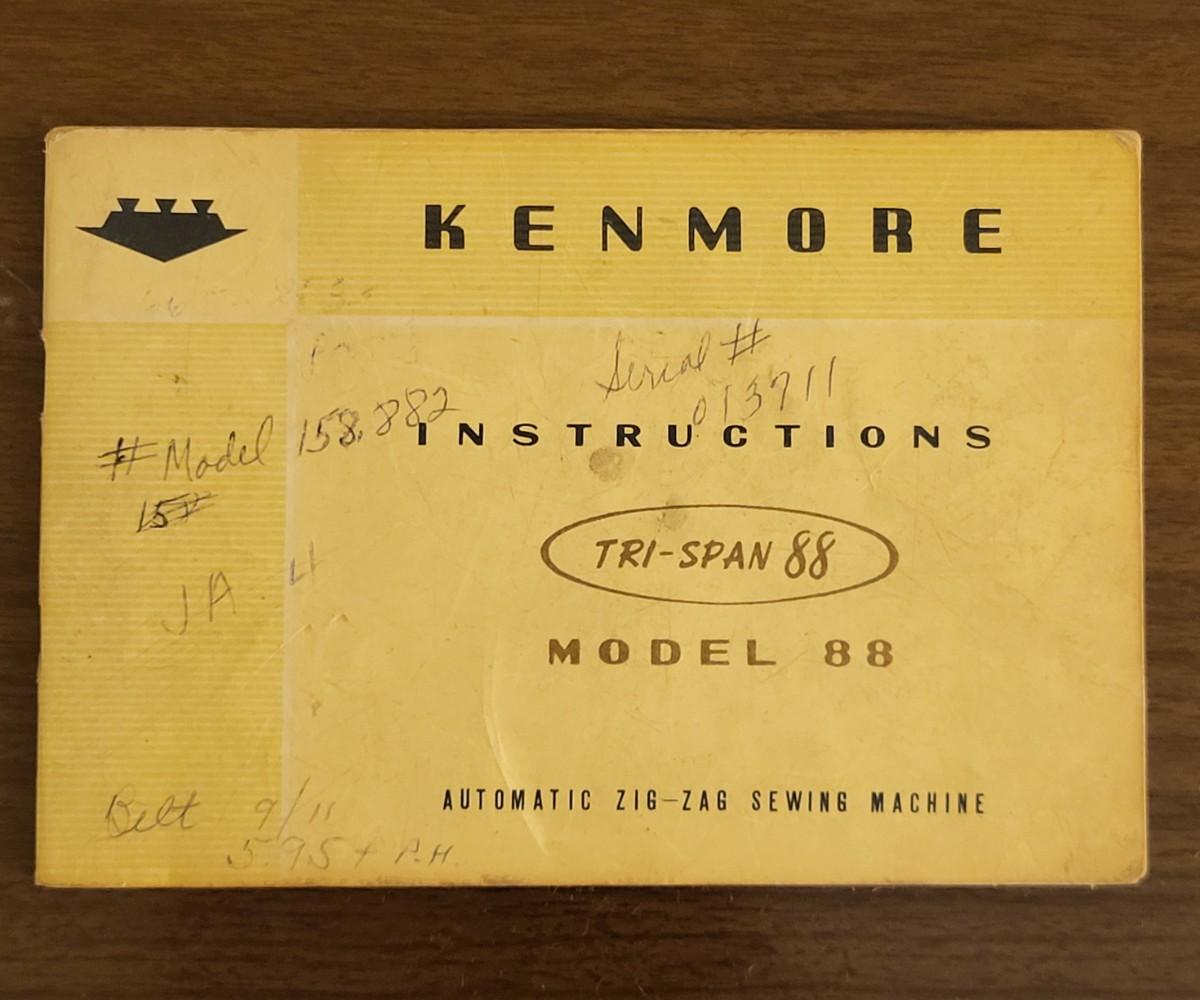 KENMORE
Serial #
013711
# Model 158.882
INSTRUCTIONS
15
TRI-SPAN 88
JA 4
MODEL 88
AUTOMATIC ZIG-ZAG SEWING MACHINE
Belt 9/11
5.95 + P.H.